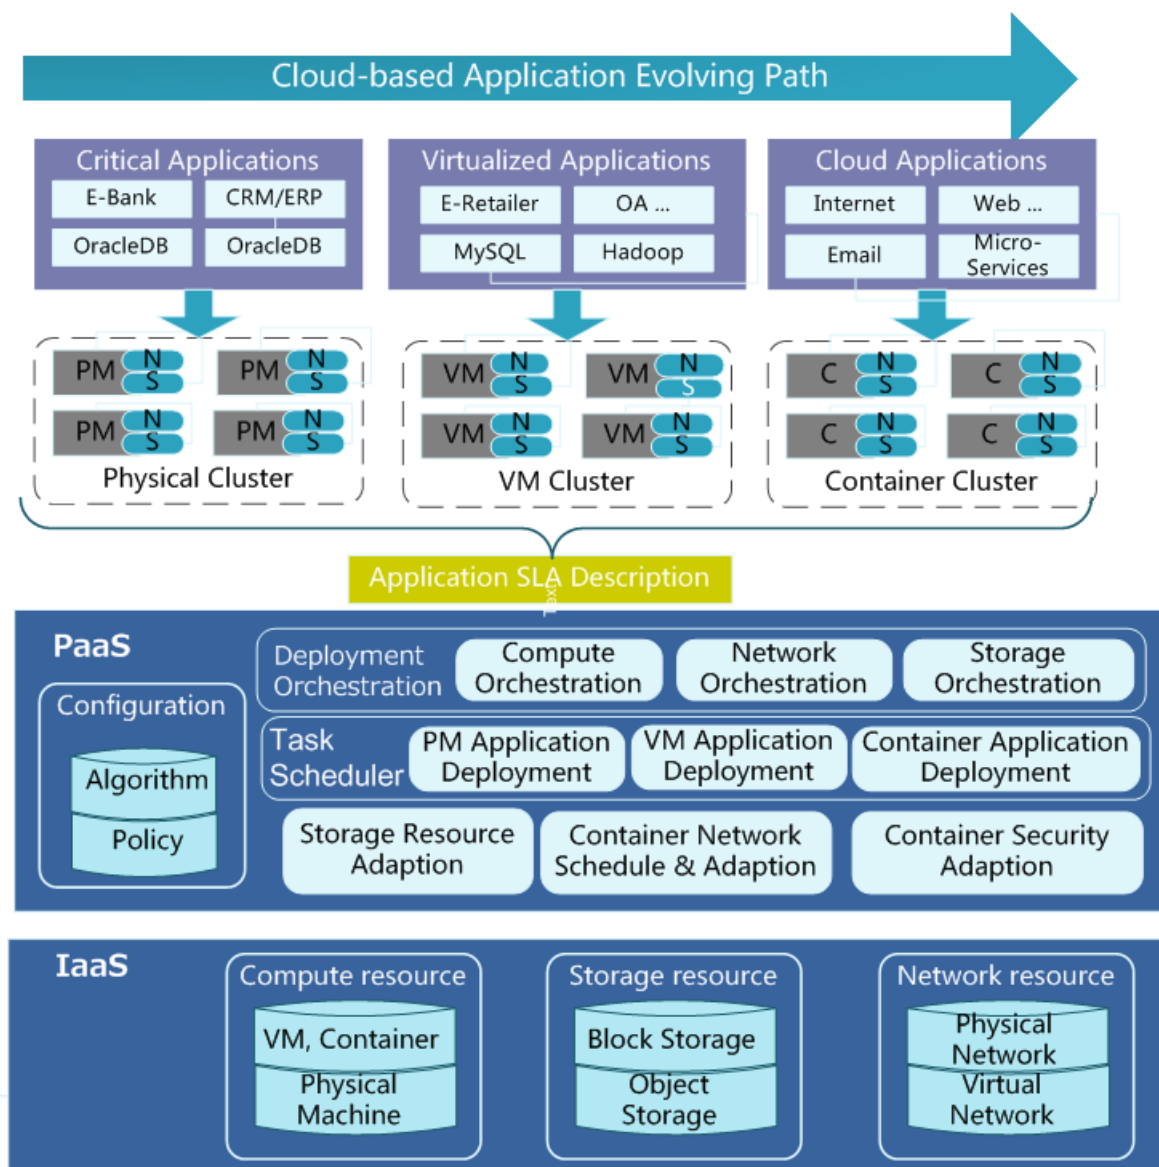 Cloud-based Application Evolving Path
Critical Applications
E-Bank
CRM/ERP
OracleDB
OracleDB
Virtualized Applications
E-Retailer
OA ...
MySQL
Hadoop
Cloud Applications
Internet
Web ...
Email
Micro-
Services
PM
N
S
PM
N
S
PM
N
S
PM
N
S
Physical Cluster
VM
N
S
VM
N
S
VM
N
S
VM
N
S
VM Cluster
C
N
S
C
N
S
C
N
S
C
N
S
Container Cluster
Application SLA Description
Text
PaaS
Configuration
Algorithm
Policy
Deployment
Orchestration
Compute
Orchestration
Network
Orchestration
Storage
Orchestration
Task
Scheduler
PM Application
Deployment
VM Application
Deployment
Container Application
Deployment
Storage Resource
Adaption
Container Network
Schedule & Adaption
Container Security
Adaption
IaaS
Compute resource
VM, Container
Physical
Machine
Storage resource
Block Storage
Object
Storage
Network resource
Physical
Network
Virtual
Network